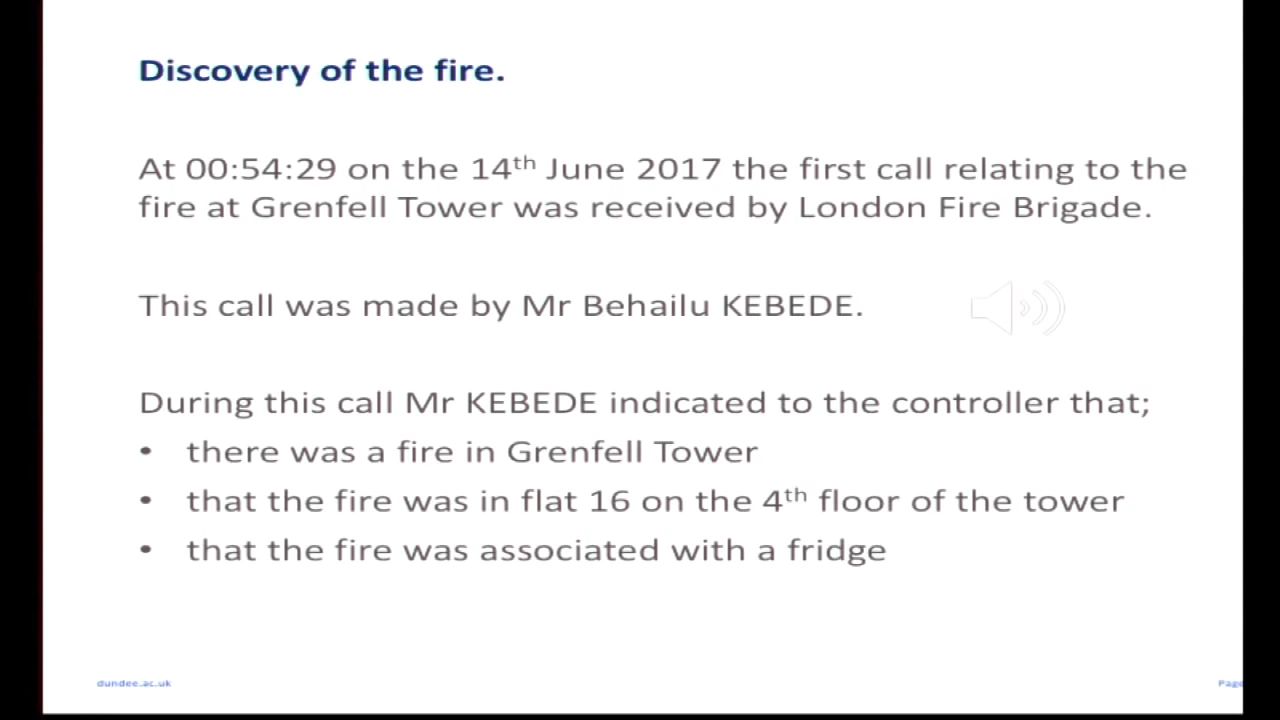 Discovery of the fire.
At 00:54:29 on the 14th June 2017 the first call relating to the
fire at Grenfell Tower was received by London Fire Brigade.
This call was made by Mr Behailu KEBEDE.
During this call Mr KEBEDE indicated to the controller that;
• there was a fire in Grenfell Tower
• that the fire was in flat 16 on the 4th floor of the tower
• that the fire was associated with a fridge
dundee.ac.uk
Page